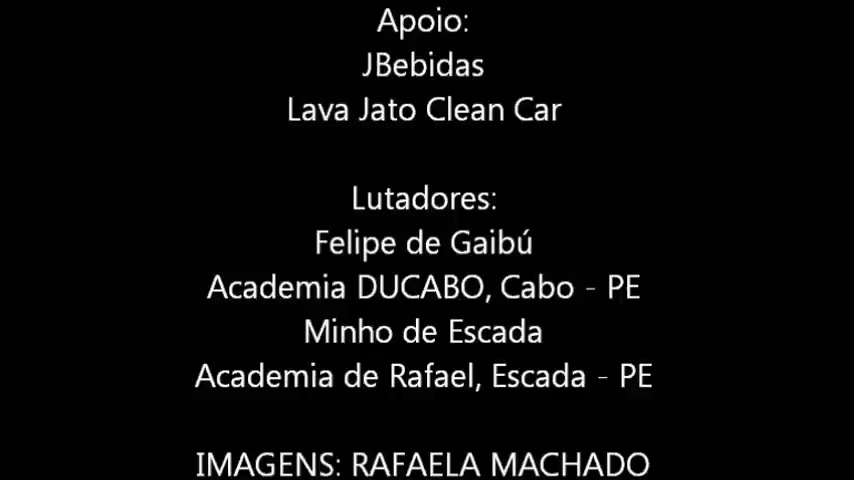 Apoio:
JBebidas
Lava Jato Clean Car
Lutadores:
Felipe de Gaibú
Academia DUCABO, Cabo - PE
Minho de Escada
Academia de Rafael, Escada - PE
IMAGENS: RAFAELA MACHADO